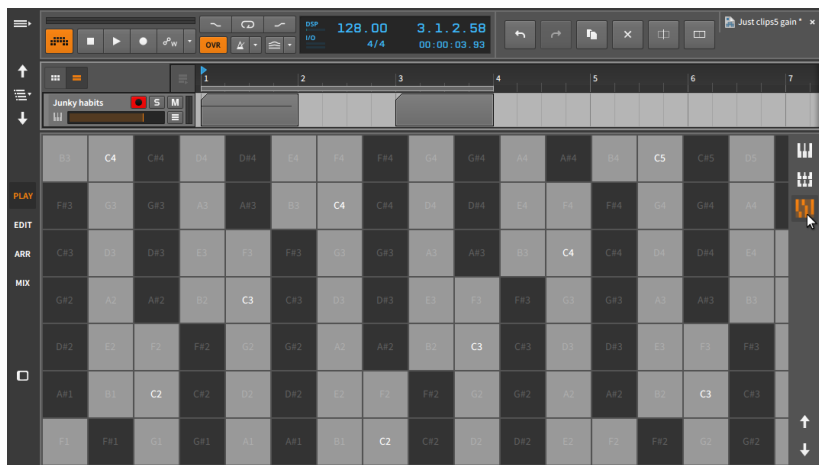 DSP
I/O
128.00
4/4
3.1.2.58
00:00:03.93
Just clips5 gain* ×
OVR
W
1 2 3 4 5 6 7
Junky habits S M
PLAY
EDIT
ARR
MIX
B3 C4 C#4 D4 D#4 E4 F4 F#4 G4 G#4 A4 A#4 B4 C5 C#5 D5
F#3 G3 G#3 A3 A#3 B3 C4 C#4 D4 D#4 E4 F4 F#4 G4 G#4 A4
C#3 D3 D#3 E3 F3 F#3 G3 G#3 A3 A#3 B3 C4 C#4 D4 D#4 E4
G#2 A2 A#2 B2 C3 C#3 D3 D#3 E3 F3 F#3 G3 G#3 A3 A#3 B3
D#2 E2 F2 F#2 G2 G#2 A2 A#2 B2 C3 C#3 D3 D#3 E3 F3 F#3
A#1 B1 C2 C#2 D2 D#2 E2 F2 F#2 G2 G#2 A2 A#2 B2 C3 C#3
F1 F#1 G1 G#1 A1 A#1 B1 C2 C#2 D2 D#2 E2 F2 F#2 G2 G#2